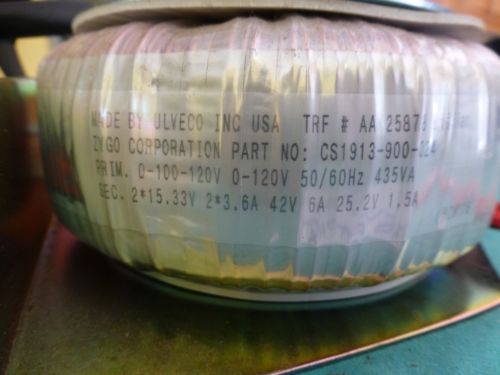 MADE BY ULVECO INC USA TRF # AA 25878
ZYGO CORPORATION PART NO: CS1913-900-024
PRIM. 0-100-120V 0-120V 50/60Hz 435VA
SEC. 2*15.33V 2*3.6A 42V 6A 25.2V 1.5A